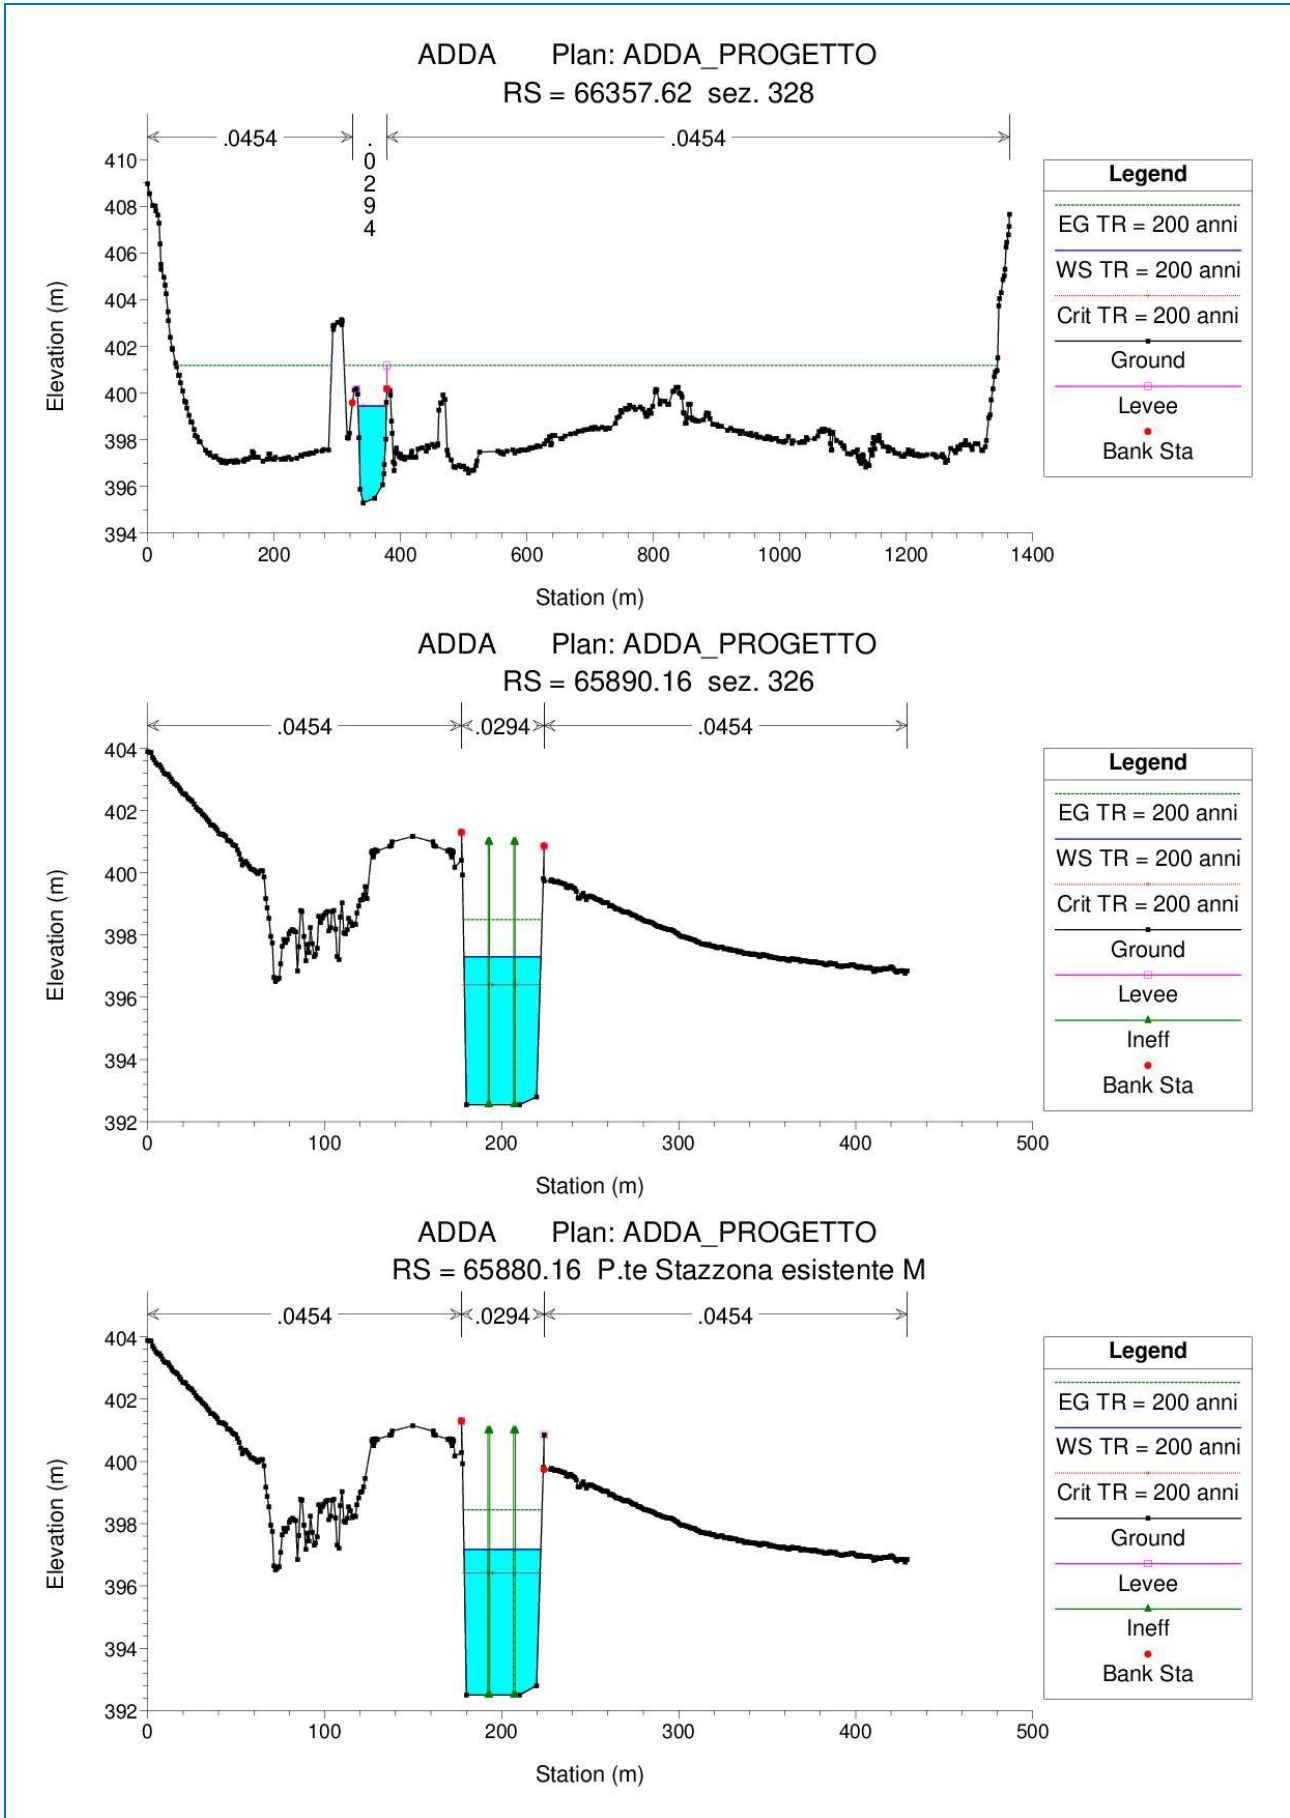 ADDA Plan: ADDA_PROGETTO
RS = 66357.62 sez. 328
.0454 .0294 .0454
Elevation (m)
410
408
406
404
402
400
398
396
394
0 200 400 600 800 1000 1200 1400
Station (m)
Legend
EG TR = 200 anni
WS TR = 200 anni
Crit TR = 200 anni
Ground
Levee
Bank Sta
ADDA Plan: ADDA_PROGETTO
RS = 65890.16 sez. 326
.0454 .0294 .0454
Elevation (m)
404
402
400
398
396
394
392
0 100 200 300 400 500
Station (m)
Legend
EG TR = 200 anni
WS TR = 200 anni
Crit TR = 200 anni
Ground
Levee
Ineff
Bank Sta
ADDA Plan: ADDA_PROGETTO
RS = 65880.16 P.te Stazzona esistente M
.0454 .0294 .0454
Elevation (m)
404
402
400
398
396
394
392
0 100 200 300 400 500
Station (m)
Legend
EG TR = 200 anni
WS TR = 200 anni
Crit TR = 200 anni
Ground
Levee
Ineff
Bank Sta